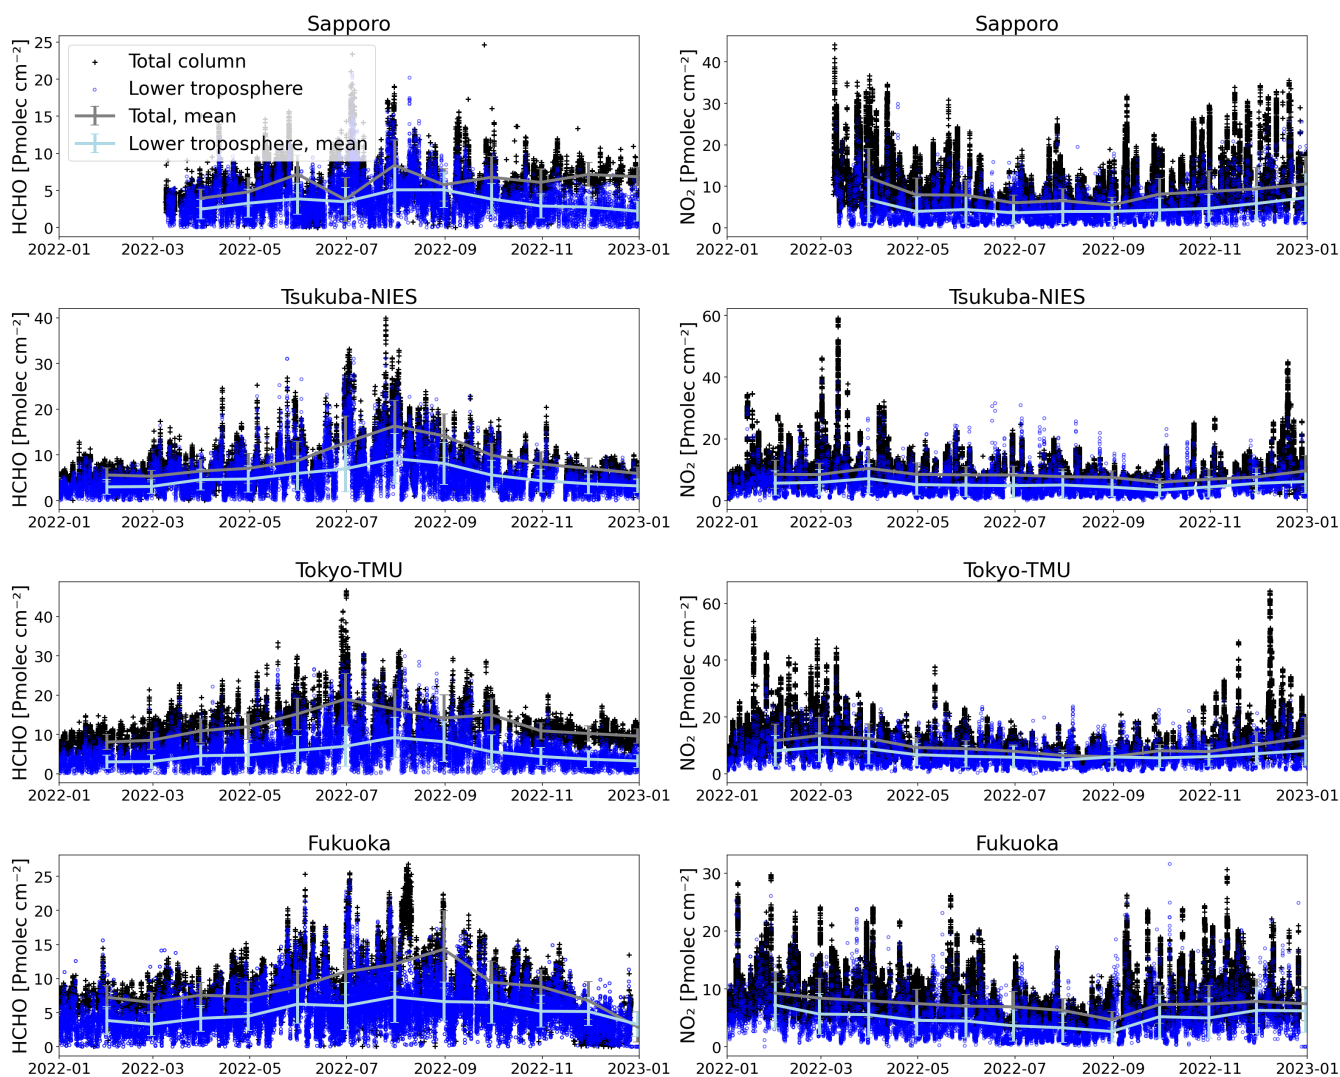 Sapporo
HCHO [Pmolec cm⁻²]
25
20
15
10
5
0
Total column
Lower troposphere
Total, mean
Lower troposphere, mean
2022-01 2022-03 2022-05 2022-07 2022-09 2022-11 2023-01
Sapporo
NO₂ [Pmolec cm⁻²]
40
30
20
10
0
2022-01 2022-03 2022-05 2022-07 2022-09 2022-11 2023-01
Tsukuba-NIES
HCHO [Pmolec cm⁻²]
40
30
20
10
0
2022-01 2022-03 2022-05 2022-07 2022-09 2022-11 2023-01
Tsukuba-NIES
NO₂ [Pmolec cm⁻²]
60
40
20
0
2022-01 2022-03 2022-05 2022-07 2022-09 2022-11 2023-01
Tokyo-TMU
HCHO [Pmolec cm⁻²]
40
30
20
10
0
2022-01 2022-03 2022-05 2022-07 2022-09 2022-11 2023-01
Tokyo-TMU
NO₂ [Pmolec cm⁻²]
60
40
20
0
2022-01 2022-03 2022-05 2022-07 2022-09 2022-11 2023-01
Fukuoka
HCHO [Pmolec cm⁻²]
25
20
15
10
5
0
2022-01 2022-03 2022-05 2022-07 2022-09 2022-11 2023-01
Fukuoka
NO₂ [Pmolec cm⁻²]
30
20
10
0
2022-01 2022-03 2022-05 2022-07 2022-09 2022-11 2023-01